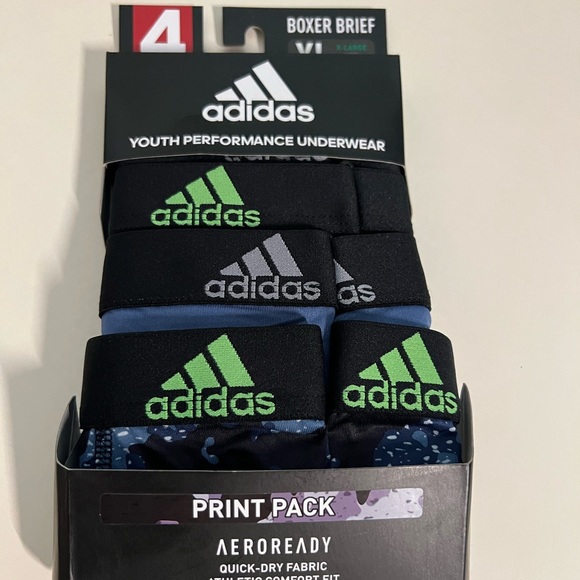 4
BOXER BRIEF
XL X-LARGE
adidas
YOUTH PERFORMANCE UNDERWEAR
adidas
adidas
adidas adidas
adidas adidas
PRINT PACK
AEROREADY
QUICK-DRY FABRIC
ATHLETIC COMFORT FIT